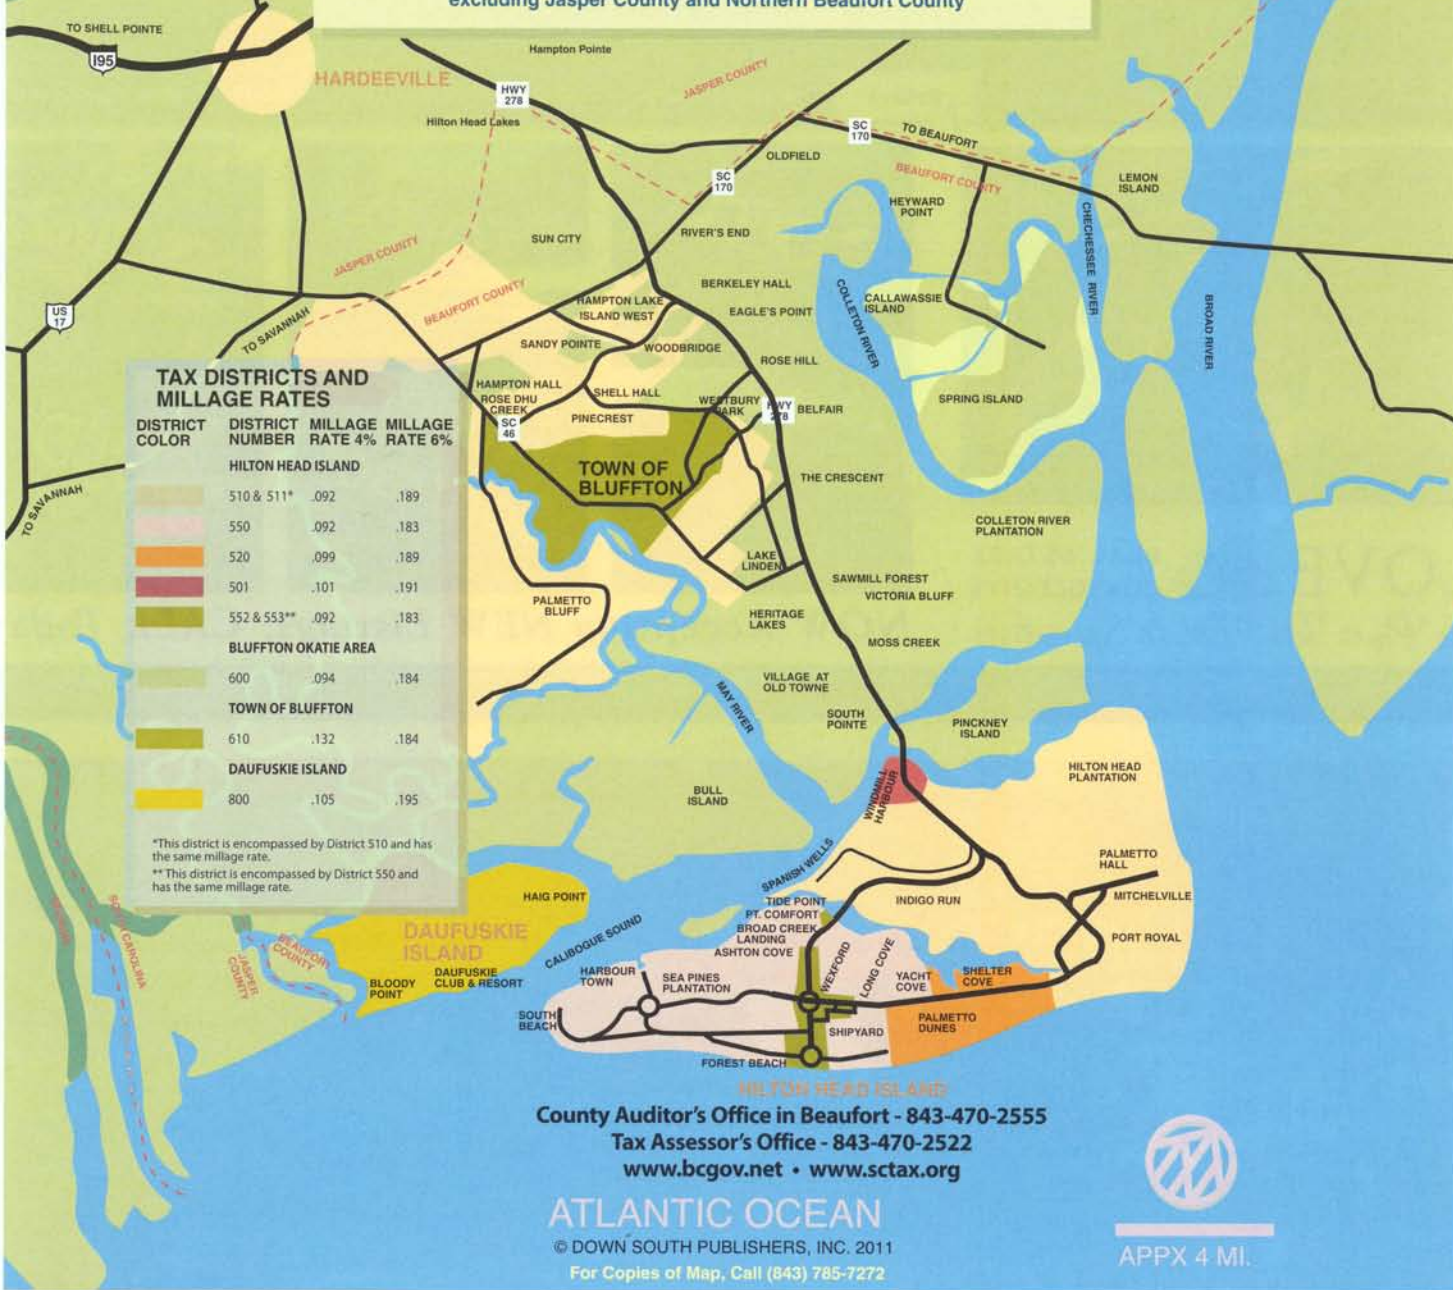 excluding Jasper County and Northern Beaufort County
TO SHELL POINTE
I95
HARDEEVILLE
Hampton Pointe
HWY
278
Hilton Head Lakes
JASPER COUNTY
SC
170
TO BEAUFORT
OLDFIELD
BEAUFORT COUNTY
LEMON
ISLAND
SC
170
HEYWARD
POINT
CHECHESSEE RIVER
RIVER'S END
SUN CITY
JASPER COUNTY
BEAUFORT COUNTY
BERKELEY HALL
HAMPTON LAKE
ISLAND WEST
EAGLE'S POINT
COLLETON RIVER
CALLAWASSIE
ISLAND
BROAD RIVER
US
17
TO SAVANNAH
SANDY POINTE
WOODBRIDGE
ROSE HILL
HAMPTON HALL
ROSE DHU
CREEK
SHELL HALL
WESTBURY
PARK
HWY
278
BELFAIR
SPRING ISLAND
PINECREST
SC
46
TOWN OF
BLUFFTON
THE CRESCENT
TO SAVANNAH
COLLETON RIVER
PLANTATION
LAKE
LINDEN
SAWMILL FOREST
VICTORIA BLUFF
PALMETTO
BLUFF
HERITAGE
LAKES
MOSS CREEK
VILLAGE AT
OLD TOWNE
MAY RIVER
SOUTH
POINTE
PINCKNEY
ISLAND
TAX DISTRICTS AND
MILLAGE RATES
DISTRICT COLOR DISTRICT NUMBER MILLAGE RATE 4% MILLAGE RATE 6%
HILTON HEAD ISLAND
510 & 511* .092 .189
550 .092 .183
520 .099 .189
501 .101 .191
552 & 553** .092 .183
BLUFFTON OKATIE AREA
600 .094 .184
TOWN OF BLUFFTON
610 .132 .184
DAUFUSKIE ISLAND
800 .105 .195
*This district is encompassed by District 510 and has
the same millage rate.
** This district is encompassed by District 550 and
has the same millage rate.
BULL
ISLAND
WINDMILL
HARBOUR
HILTON HEAD
PLANTATION
SPANISH WELLS
PALMETTO
HALL
MITCHELVILLE
HAIG POINT
TIDE POINT
PT. COMFORT
BROAD CREEK
LANDING
ASHTON COVE
INDIGO RUN
PORT ROYAL
DAUFUSKIE
ISLAND
CALIBOGUE SOUND
SOUTH CAROLINA
BEAUFORT
COUNTY
JASPER
COUNTY
BLOODY
POINT
DAUFUSKIE
CLUB & RESORT
HARBOUR
TOWN
SEA PINES
PLANTATION
WEXFORD
LONG COVE
YACHT
COVE
SHELTER
COVE
SOUTH
BEACH
SHIPYARD
PALMETTO
DUNES
FOREST BEACH
HILTON HEAD ISLAND
County Auditor's Office in Beaufort - 843-470-2555
Tax Assessor's Office - 843-470-2522
www.bcgov.net • www.sctax.org
ATLANTIC OCEAN
© DOWN SOUTH PUBLISHERS, INC. 2011
For Copies of Map, Call (843) 785-7272
APPX 4 MI.